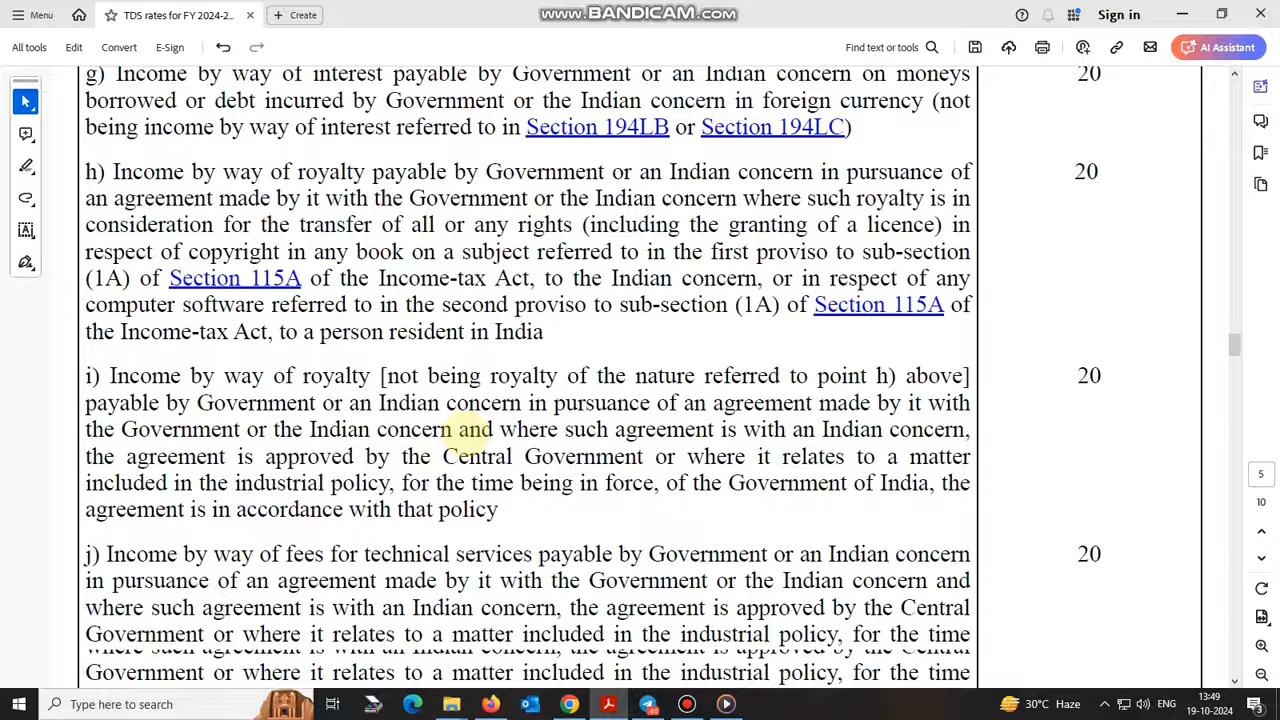 Menu
TDS rates for FY 2024-2...
Create
WWW.BANDICAM.COM
Sign in
All tools
Edit
Convert
E-Sign
Find text or tools
AI Assistant
g) Income by way of interest payable by Government or an Indian concern on moneys 20
borrowed or debt incurred by Government or the Indian concern in foreign currency (not
being income by way of interest referred to in Section 194LB or Section 194LC)
h) Income by way of royalty payable by Government or an Indian concern in pursuance of 20
an agreement made by it with the Government or the Indian concern where such royalty is in
consideration for the transfer of all or any rights (including the granting of a licence) in
respect of copyright in any book on a subject referred to in the first proviso to sub-section
(1A) of Section 115A of the Income-tax Act, to the Indian concern, or in respect of any
computer software referred to in the second proviso to sub-section (1A) of Section 115A of
the Income-tax Act, to a person resident in India
i) Income by way of royalty [not being royalty of the nature referred to point h) above] 20
payable by Government or an Indian concern in pursuance of an agreement made by it with
the Government or the Indian concern and where such agreement is with an Indian concern,
the agreement is approved by the Central Government or where it relates to a matter
included in the industrial policy, for the time being in force, of the Government of India, the
agreement is in accordance with that policy
j) Income by way of fees for technical services payable by Government or an Indian concern 20
in pursuance of an agreement made by it with the Government or the Indian concern and
where such agreement is with an Indian concern, the agreement is approved by the Central
Government or where it relates to a matter included in the industrial policy, for the time
where such agreement is with an Indian concern, the agreement is approved by the Central
Government or where it relates to a matter included in the industrial policy, for the time
5
10
Type here to search
30°C Haze
ENG
13:49
19-10-2024